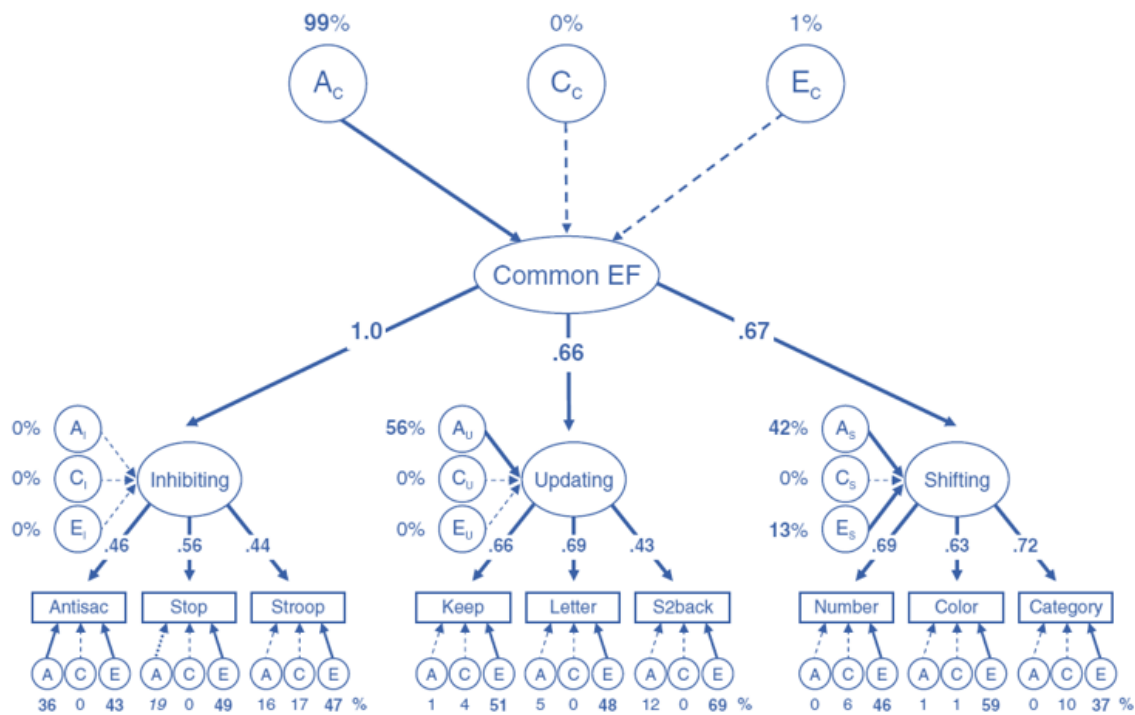 99% 0% 1%
A_C C_C E_C
Common EF
1.0 .66 .67
0% A_I 56% A_U 42% A_S
0% C_I Inhibiting 0% C_U Updating 0% C_S Shifting
0% E_I 0% E_U 13% E_S
.46 .56 .44 .66 .69 .43 .69 .63 .72
Antisac Stop Stroop Keep Letter S2back Number Color Category
A C E A C E A C E A C E A C E A C E A C E A C E A C E
36 0 43 19 0 49 16 17 47 % 1 4 51 5 0 48 12 0 69 % 0 6 46 1 1 59 0 10 37 %